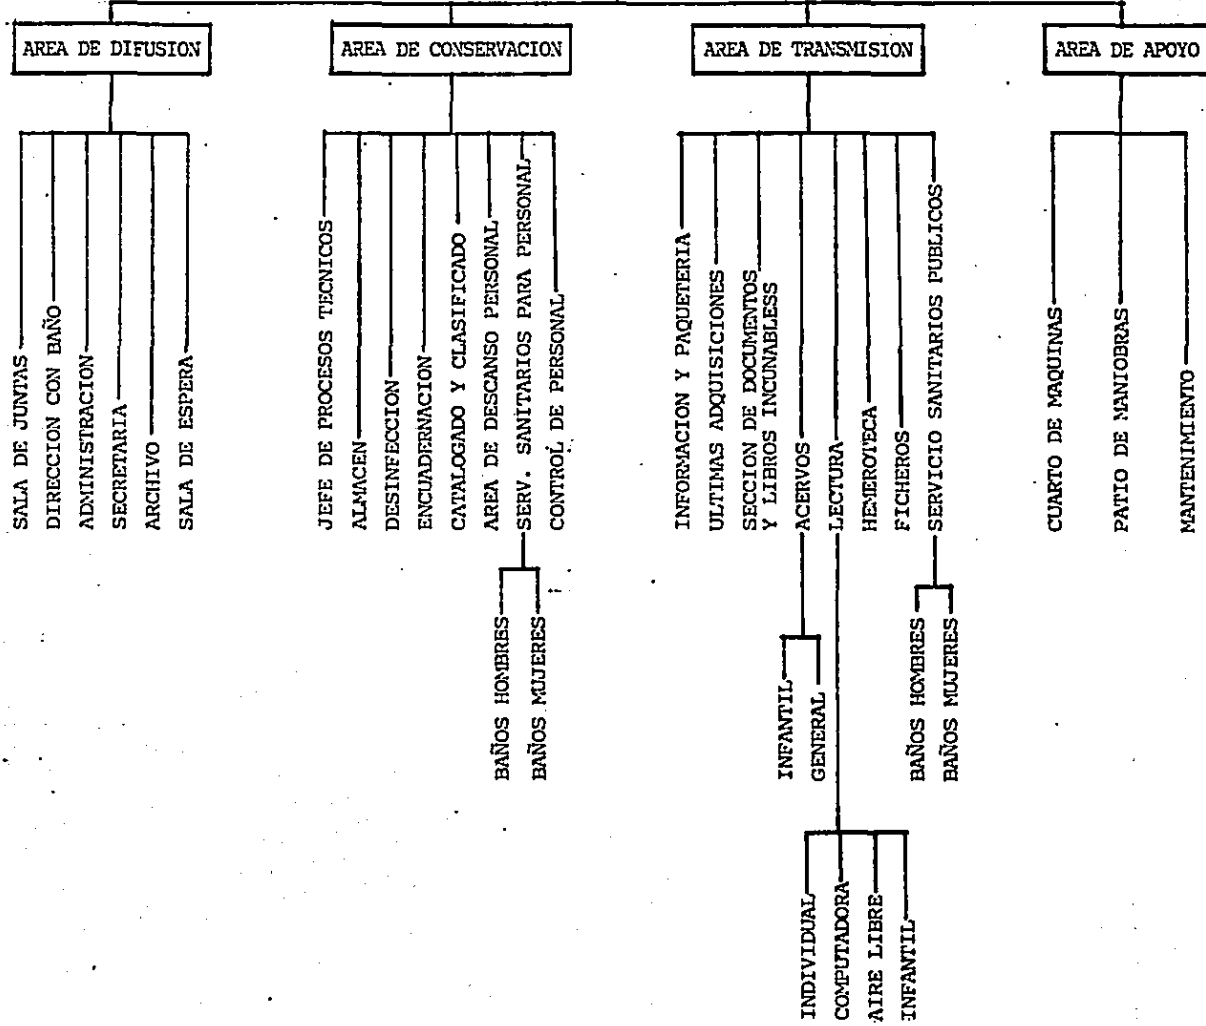 AREA DE DIFUSION
SALA DE JUNTAS
DIRECCION CON BAÑO
ADMINISTRACION
SECRETARIA
ARCHIVO
SALA DE ESPERA
AREA DE CONSERVACION
JEFE DE PROCESOS TECNICOS
ALMACEN
DESINFECCION
ENCUADERNACION
CATALOGADO Y CLASIFICADO
AREA DE DESCANSO PERSONAL
SERV. SANITARIOS PARA PERSONAL
BAÑOS HOMBRES
BAÑOS MUJERES
CONTROL DE PERSONAL
AREA DE TRANSMISION
INFORMACION Y PAQUETERIA
ULTIMAS ADQUISICIONES
SECCION DE DOCUMENTOS
Y LIBROS INCUNABLESS
ACERVOS
INFANTIL
GENERAL
LECTURA
INDIVIDUAL
COMPUTADORA
AIRE LIBRE
INFANTIL
HEMEROTECA
FICHEROS
SERVICIO SANITARIOS PUBLICOS
BAÑOS HOMBRES
BAÑOS MUJERES
AREA DE APOYO
CUARTO DE MAQUINAS
PATIO DE MANIOBRAS
MANTENIMIENTO